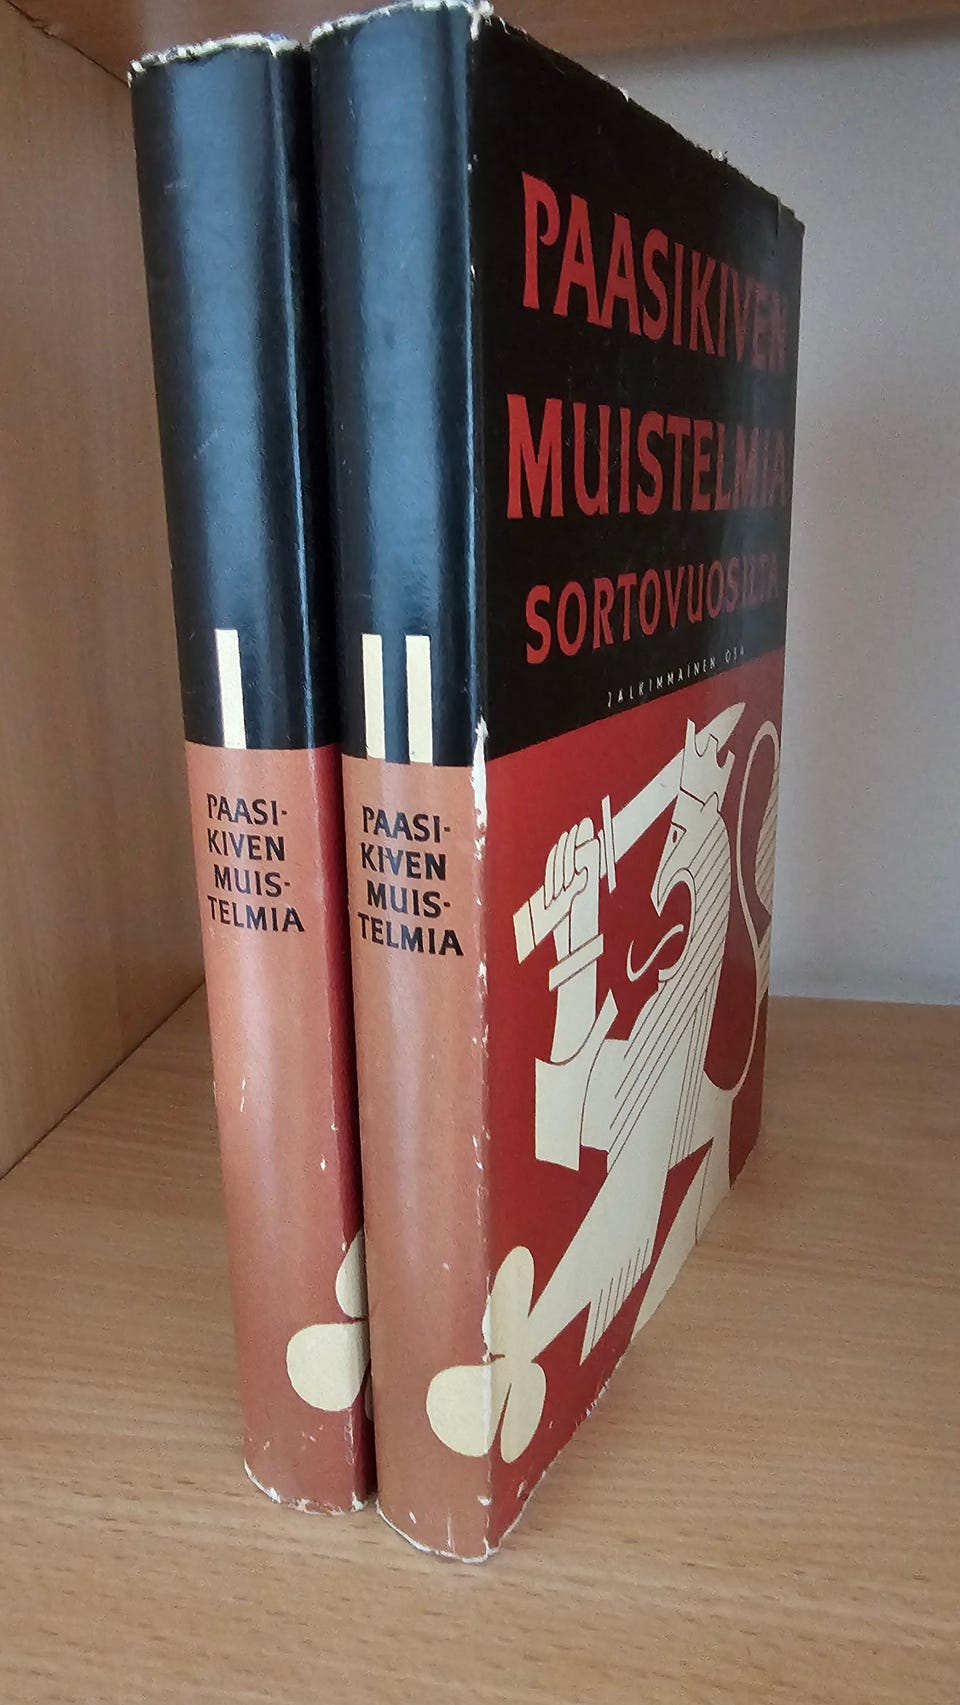 I
PAASI-
KIVEN
MUIS-
TELMIA
II
PAASI-
KIVEN
MUIS-
TELMIA
PAASIKIVEN
MUISTELMIA
SORTOVUOSILTA
JÄLKIMMÄINEN OSA